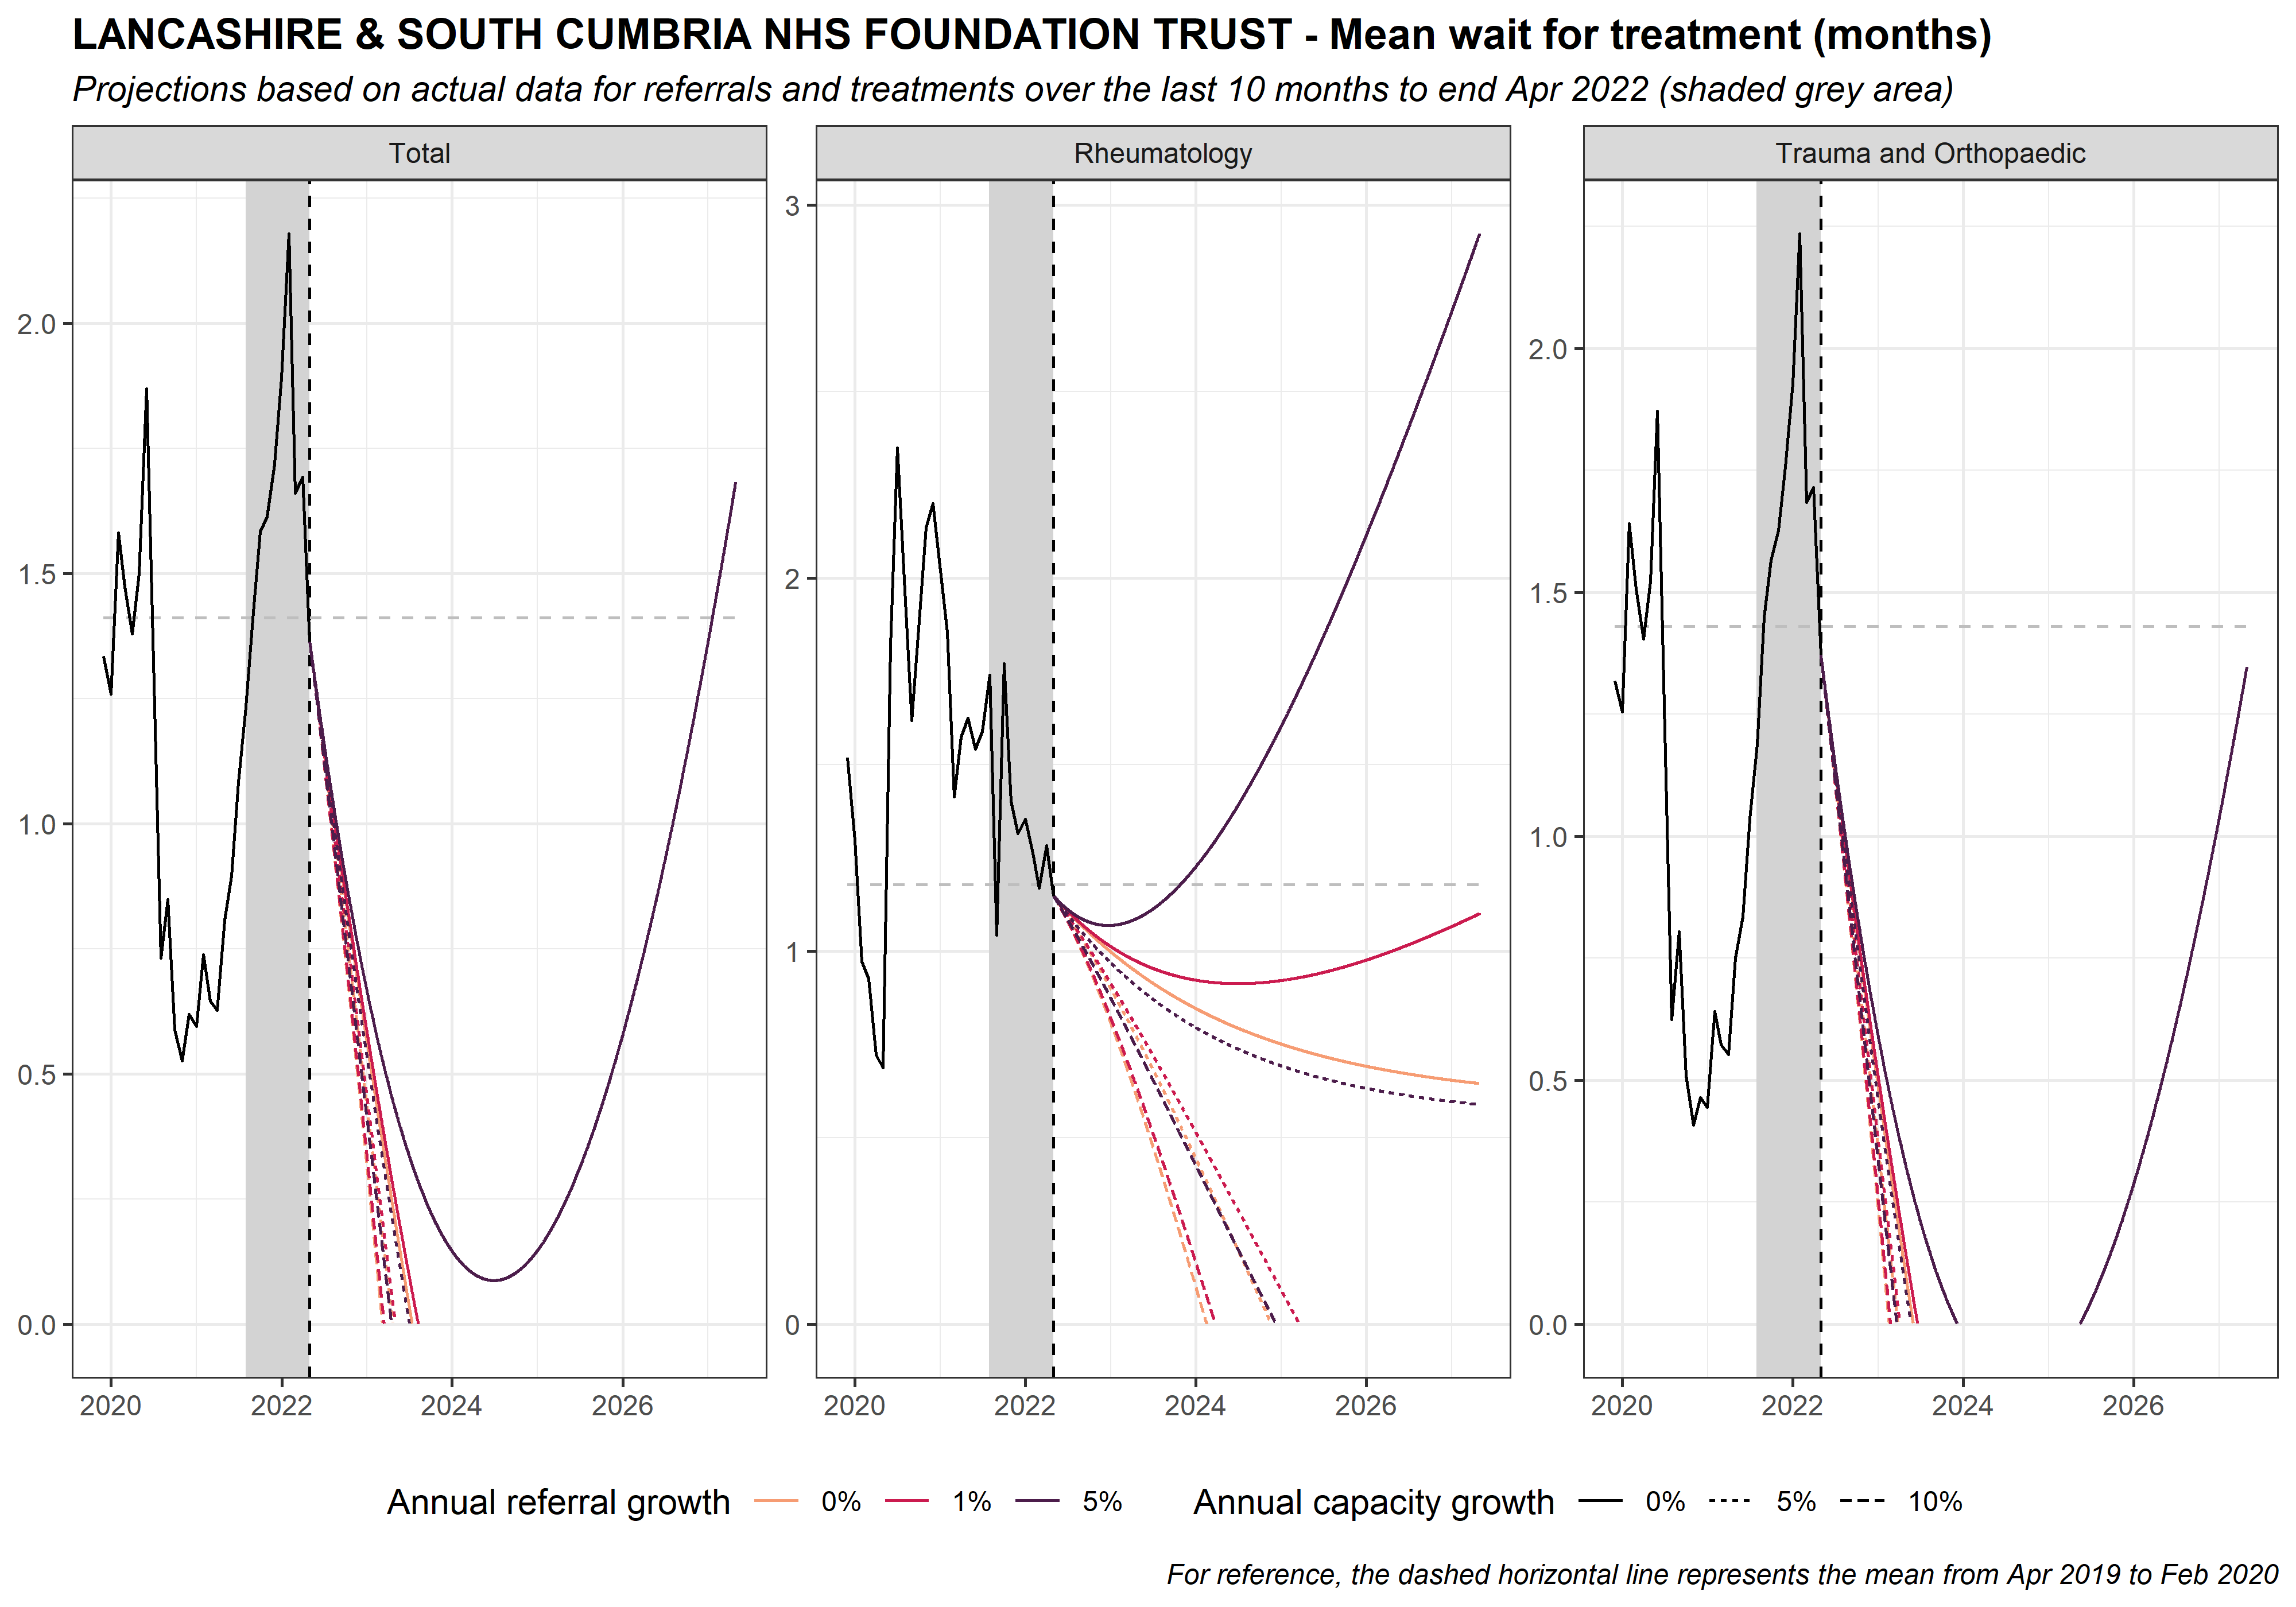 LANCASHIRE & SOUTH CUMBRIA NHS FOUNDATION TRUST - Mean wait for treatment (months)
Projections based on actual data for referrals and treatments over the last 10 months to end Apr 2022 (shaded grey area)
Total
Rheumatology
Trauma and Orthopaedic
2.0
1.5
1.0
0.5
0.0
3
2
1
0
2.0
1.5
1.0
0.5
0.0
2020 2022 2024 2026
2020 2022 2024 2026
2020 2022 2024 2026
Annual referral growth 0% 1% 5%
Annual capacity growth 0% 5% 10%
For reference, the dashed horizontal line represents the mean from Apr 2019 to Feb 2020